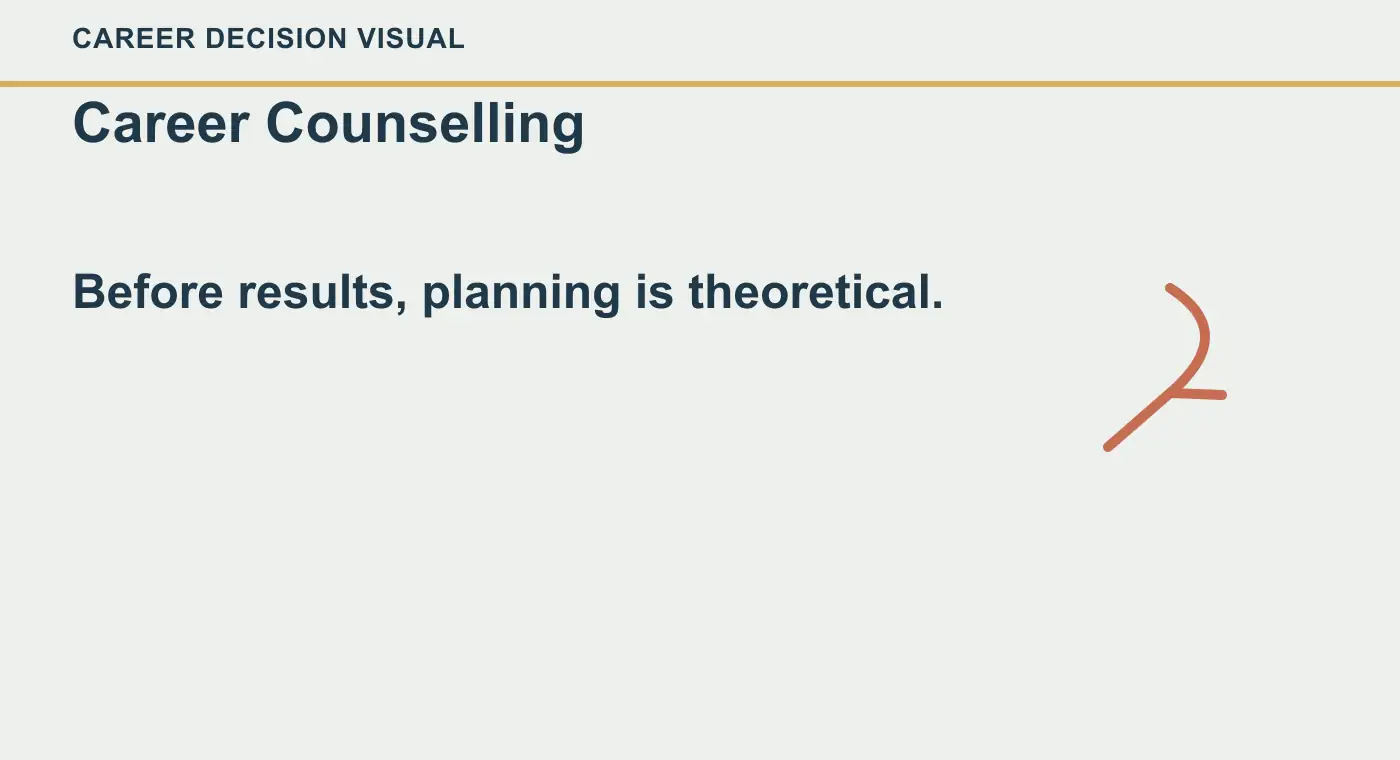 CAREER DECISION VISUAL
Career Counselling
Before results, planning is theoretical.